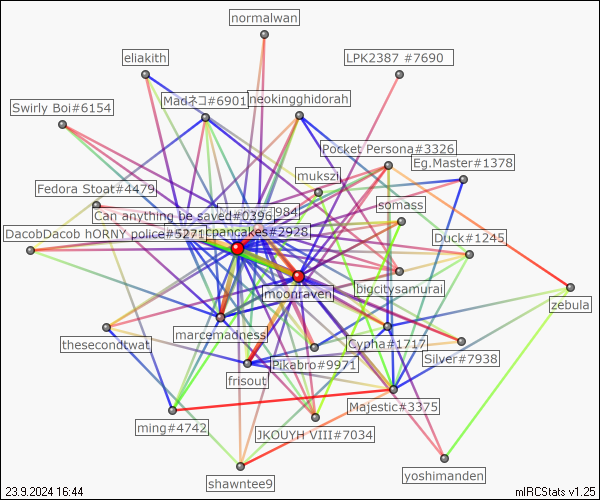 normalwan
eliakith
LPK2387 #7690
Madネコ#6901
neokingghidorah
Swirly Boi#6154
Pocket Persona#3326
Eg.Master#1378
mukszi
Fedora Stoat#4479
somass
984
Can anything be saved#0396
DacobDacob hORNY police#5271
pancakes#2928
Duck#1245
bigcitysamurai
moonraven
zebula
marcemadness
thesecondtwat
Cypha#1717
Silver#7938
Pikabro#9971
frisout
Majestic#3375
ming#4742
JKOUYH VIII#7034
shawntee9
yoshimanden
23.9.2024 16:44
mIRCStats v1.25